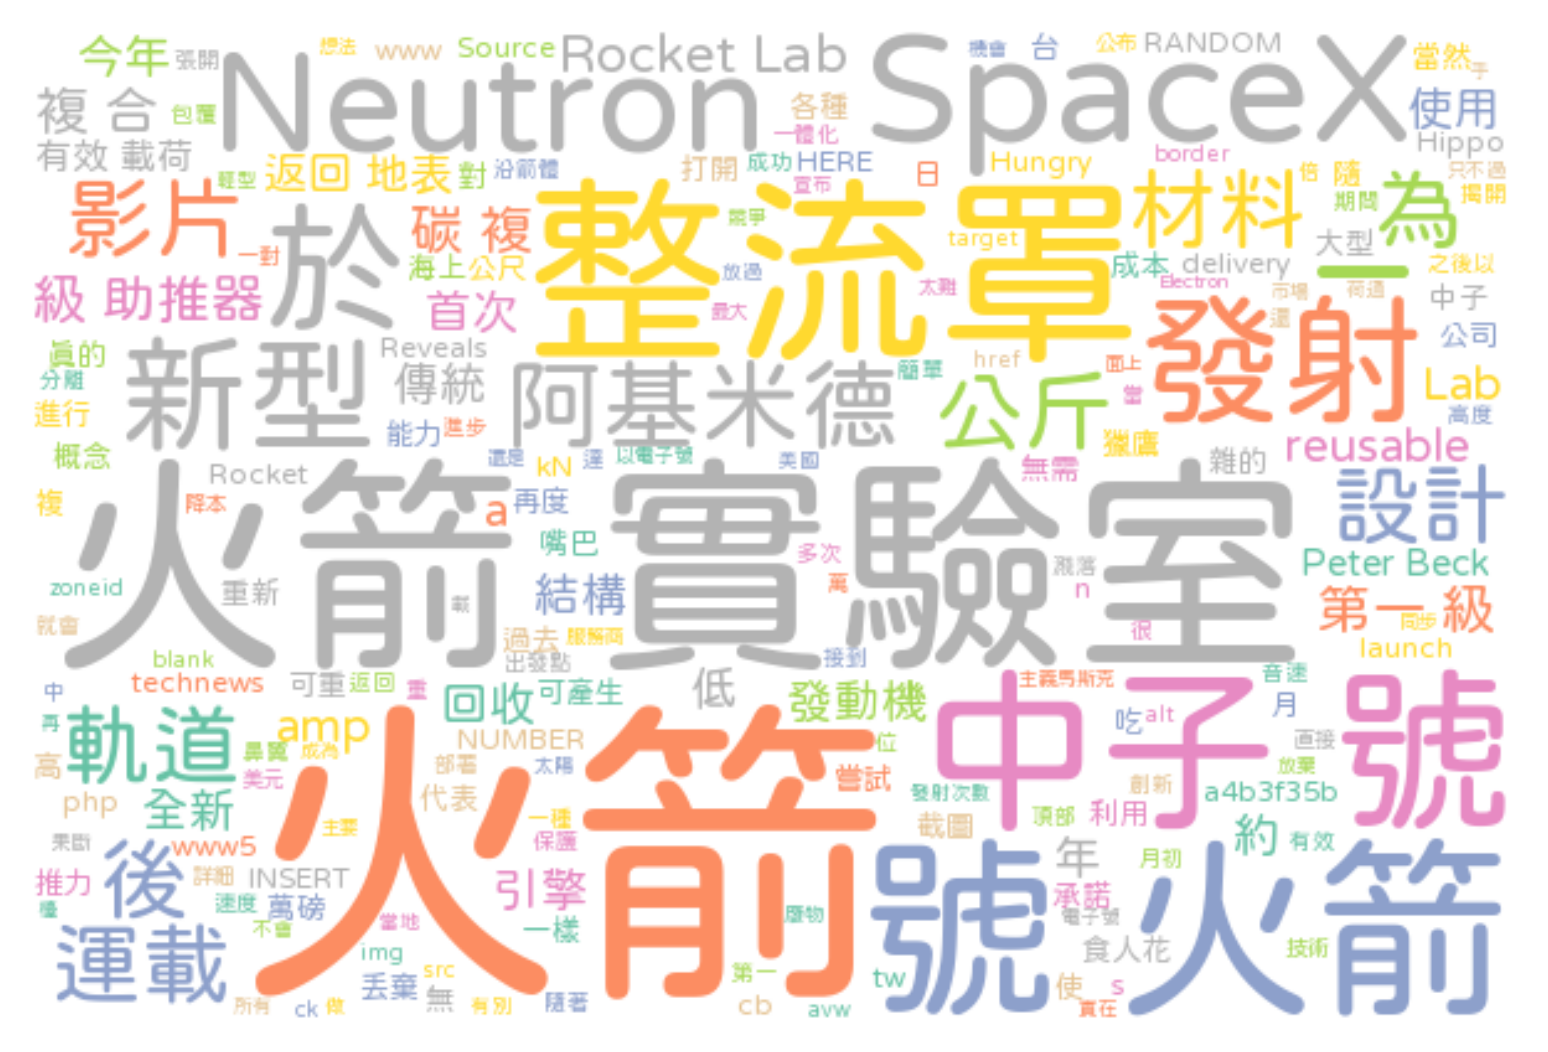 今年
張開
想法
www
Source
Rocket Lab
機會
台
公布
RANDOM
當然
手
複 合
包覆
Neutron
SpaceX
各種
一體化
使用
Hippo
有效 載荷
輕型
返回 地表
對
沿箭體
打開
成功
HERE
宣布
日
Hungry
border
倍
隨
只不過
揭開
影片
一對
於
碳 複
海上
公尺
整流罩
競爭
放過
最大
太難
target
材料
成本
delivery
Electron
大型
期間
為
一
之後以
級 助推器
首次
市場
還
荷通
中子
公司
真的
分離
進行
新型
Reveals
傳統
能力
進步
阿基米德
簡單
href
公斤
面上
當
發射
Lab
高度
概念
Rocket
還是
kN
達
以電子號
美國
無需
獵鷹
雜的
reusable
複
降本
a
再度
火箭
實驗室
設計
zoneid
重新
載
嘴巴
結構
多次
萬
濺落
n
Peter Beck
第一級
同步
就會
過去
服務商
出發點
接到
很
launch
blank
technews
可重
返回
重
回收
可產生
低
發動機
主義馬斯克
音速
中
再
軌道
鼻翼
amp
成為
NUMBER
位
中子號
吃
alt
月
直接
放棄
高
美元
部署
太陽
嘗試
發射次數
創新
a4b3f35b
php
全新
主要
代表
一種
保護
截圖
頂部
利用
約
有效
果斷
www5
火箭
後
詳細
INSERT
引擎
號
年
月初
火箭
推力
檯
速度
萬磅
當地
一樣
承諾
電子號
不會
img
食人花
技術
運載
丟棄
src
無
第一
tw
使
s
所有
ck
做
有別
隨著
cb
avw
實在